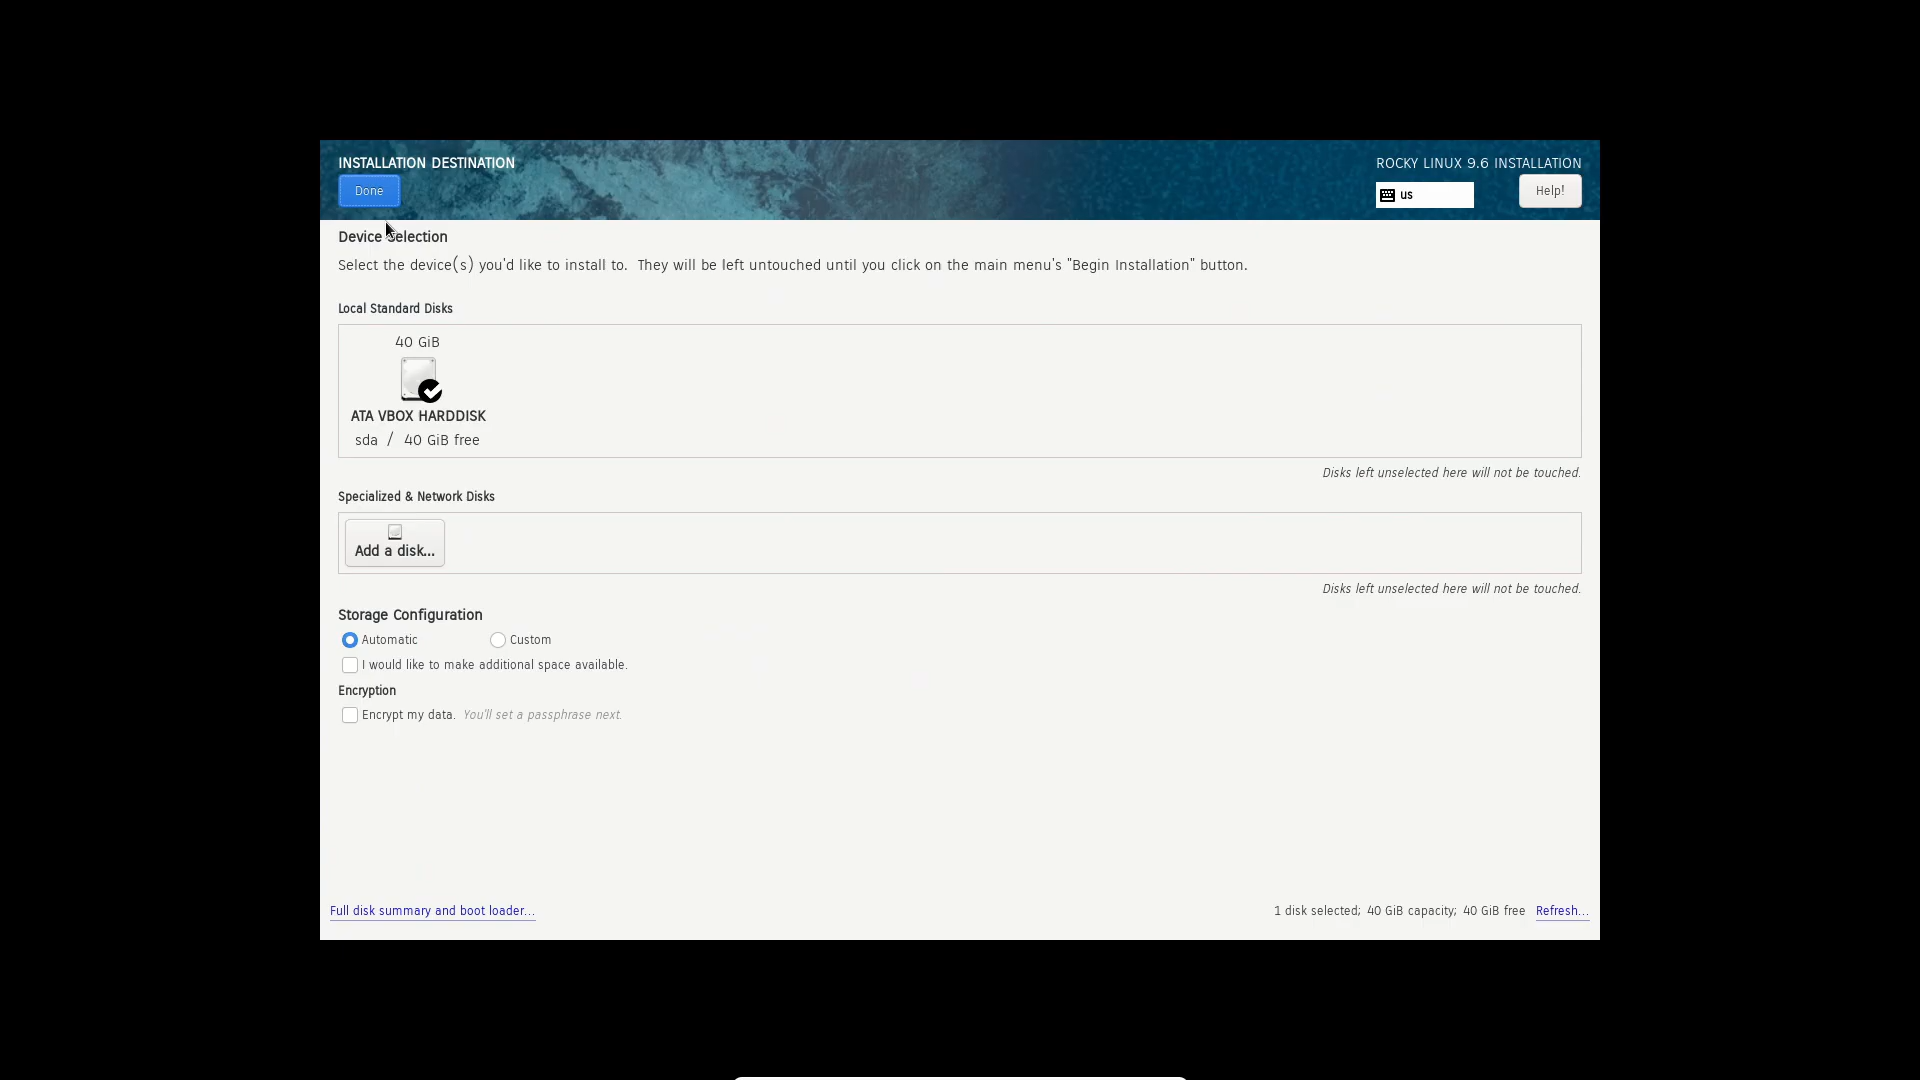 INSTALLATION DESTINATION
ROCKY LINUX 9.6 INSTALLATION
Done
us
Help!
Device Selection
Select the device(s) you'd like to install to.  They will be left untouched until you click on the main menu's "Begin Installation" button.
Local Standard Disks
40 GiB
ATA VBOX HARDDISK
sda / 40 GiB free
Disks left unselected here will not be touched.
Specialized & Network Disks
Add a disk...
Disks left unselected here will not be touched.
Storage Configuration
Automatic
Custom
I would like to make additional space available.
Encryption
Encrypt my data. You'll set a passphrase next.
Full disk summary and boot loader...
1 disk selected; 40 GiB capacity; 40 GiB free Refresh...